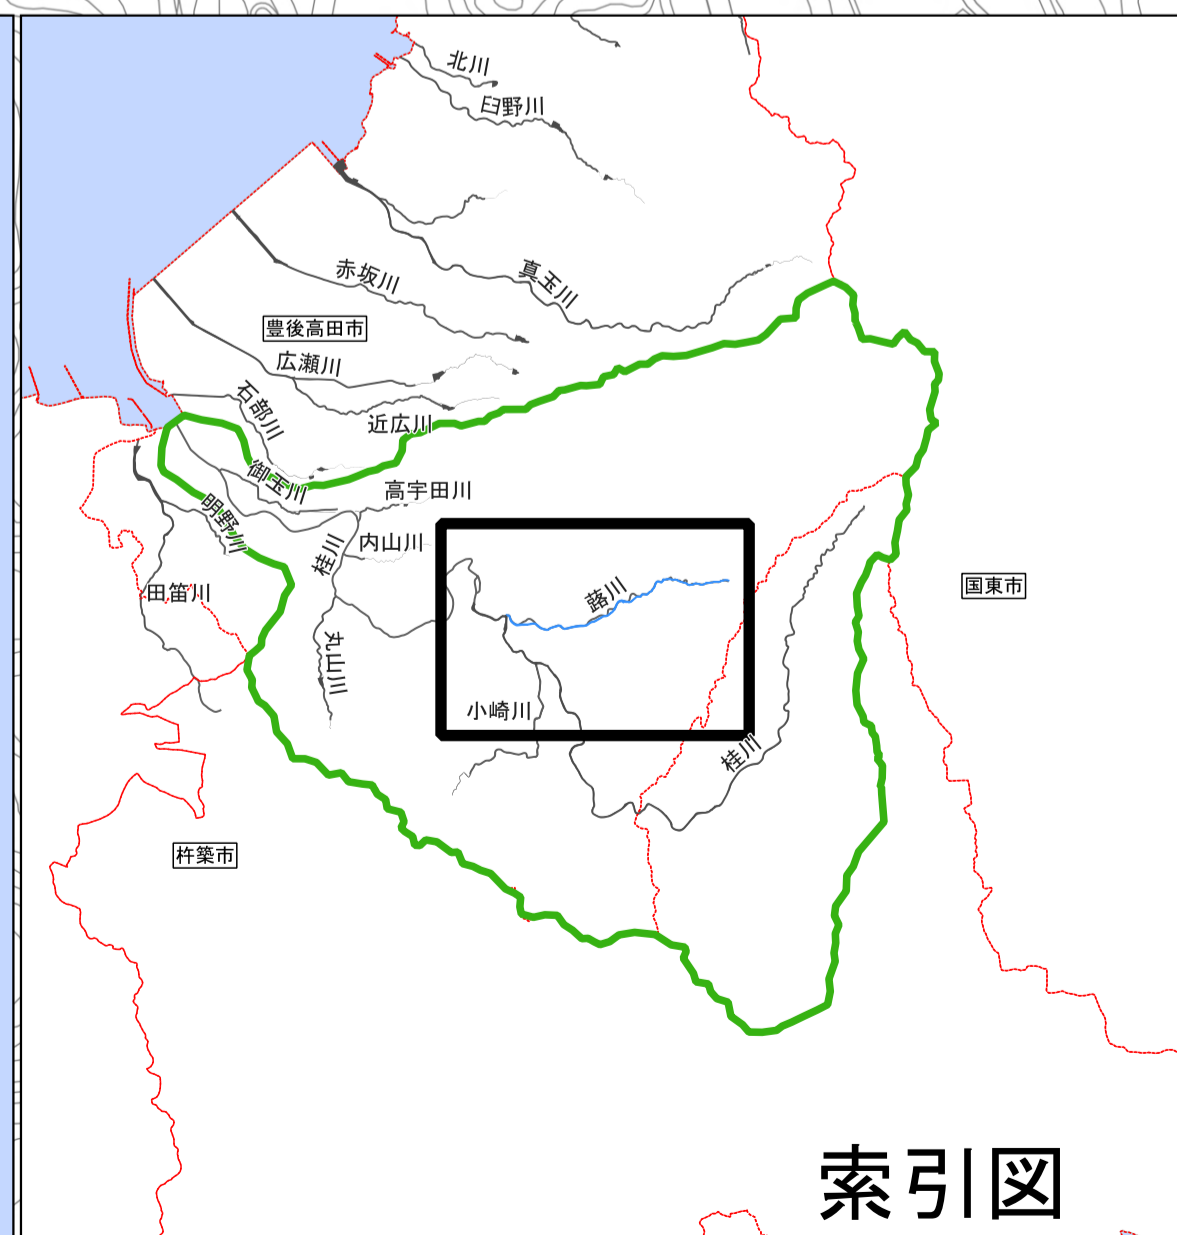 北川
臼野川
真玉川
赤坂川
豊後高田市
広瀬川
石部川
近広川
御玉川
高宇田川
明野川
桂川
内山川
田笛川
蕗川
国東市
丸山川
小崎川
桂川
杵築市
索引図